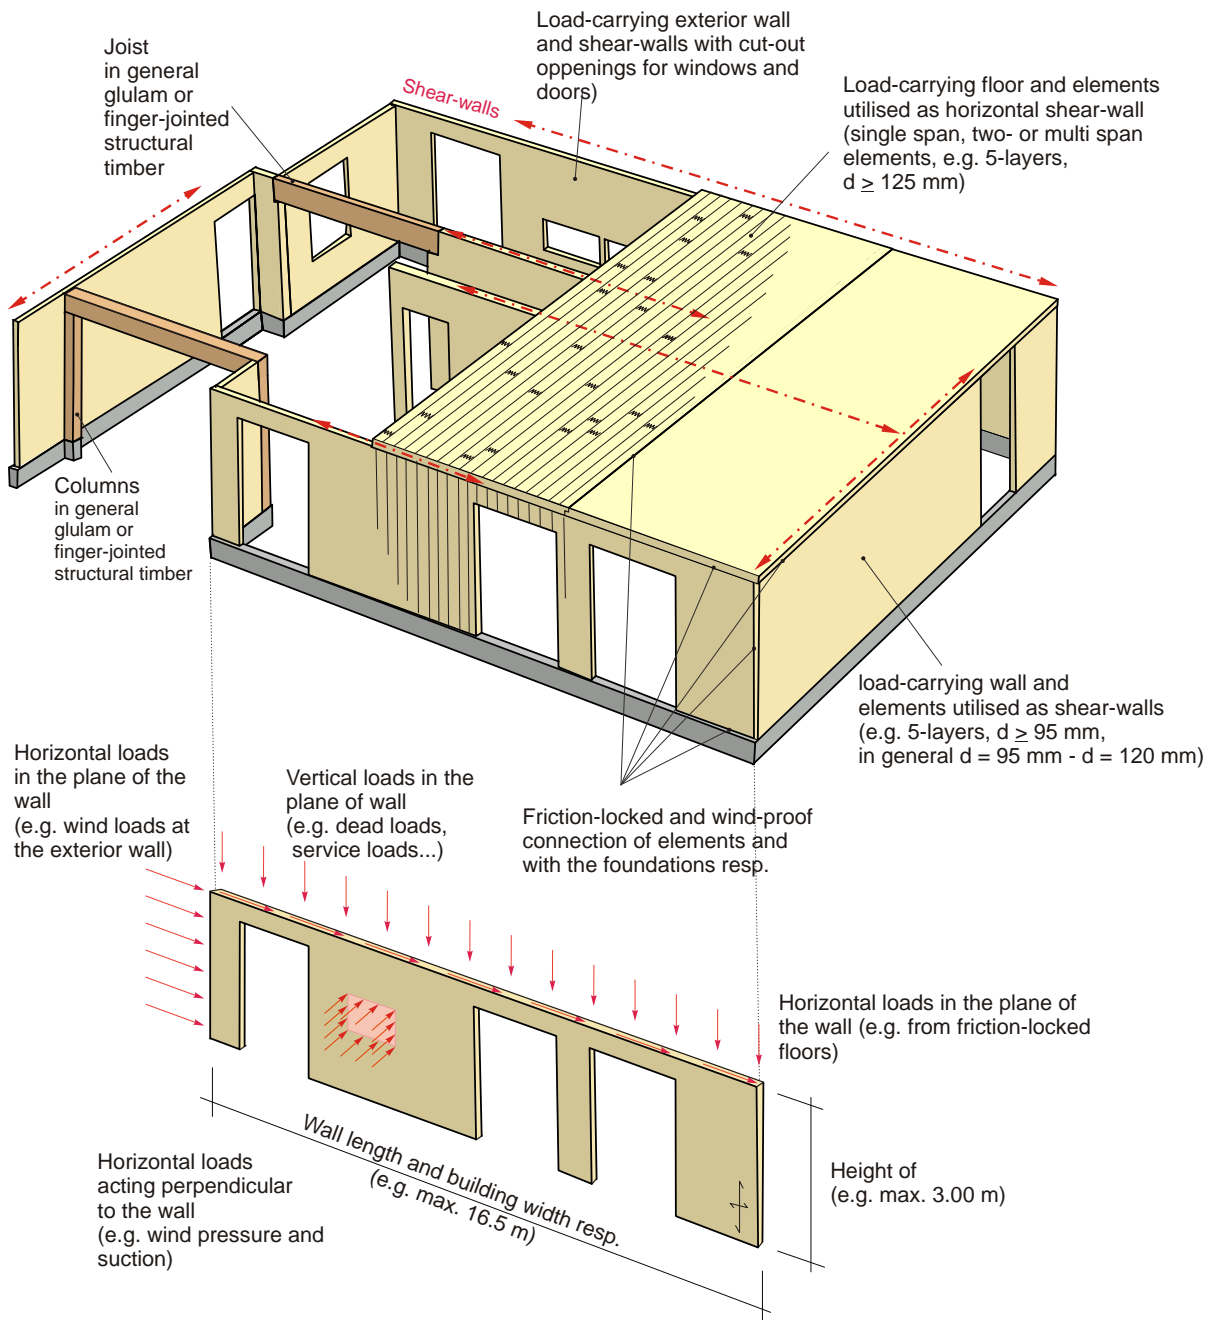 Joist
in general
glulam or
finger-jointed
structural
timber
Load-carrying exterior wall
and shear-walls with cut-out
oppenings for windows and
doors)
Shear-walls
Load-carrying floor and elements
utilised as horizontal shear-wall
(single span, two- or multi span
elements, e.g. 5-layers,
d ≥ 125 mm)
Columns
in general
glulam or
finger-jointed
structural timber
load-carrying wall and
elements utilised as shear-walls
(e.g. 5-layers, d ≥ 95 mm,
in general d = 95 mm - d = 120 mm)
Horizontal loads
in the plane of the
wall
(e.g. wind loads at
the exterior wall)
Vertical loads in the
plane of wall
(e.g. dead loads,
service loads...)
Friction-locked and wind-proof
connection of elements and
with the foundations resp.
Horizontal loads in the plane of
the wall (e.g. from friction-locked
floors)
Wall length and building width resp.
(e.g. max. 16.5 m)
Height of
(e.g. max. 3.00 m)
Horizontal loads
acting perpendicular
to the wall
(e.g. wind pressure and
suction)